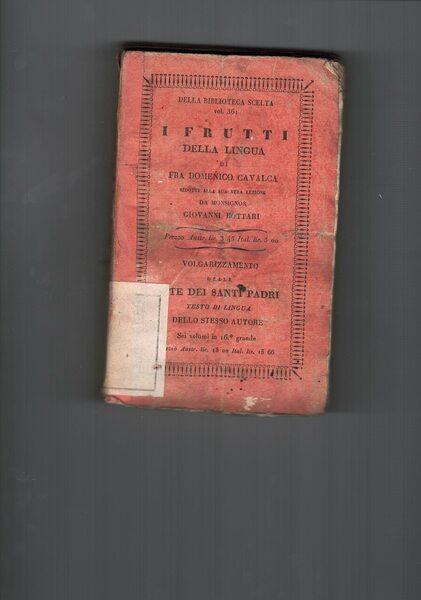 DELLA BIBLIOTECA SCELTA
vol. 361
I FRUTTI
DELLA LINGUA
DI
FRA DOMENICO CAVALCA
RIDOTTI ALLA SUA VERA LEZIONE
DA MONSIGNOR
GIOVANNI BOTTARI
Prezzo Austr. lir. 3 45 Ital. lir. 3 00
VOLGARIZZAMENTO
DELLE
TE DEI SANTI PADRI
TESTO DI LINGUA
DELLO STESSO AUTORE
Sei volumi in 16.º grande
Austr. lir. 18 00 Ital. lir. 15 66